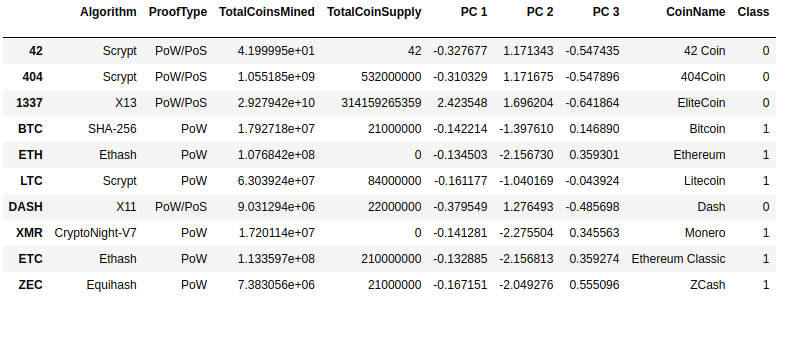 Algorithm ProofType TotalCoinsMined TotalCoinSupply PC 1 PC 2 PC 3 CoinName Class
42 Scrypt PoW/PoS 4.199995e+01 42 -0.327677 1.171343 -0.547435 42 Coin 0
404 Scrypt PoW/PoS 1.055185e+09 532000000 -0.310329 1.171675 -0.547896 404Coin 0
1337 X13 PoW/PoS 2.927942e+10 314159265359 2.423548 1.696204 -0.641864 EliteCoin 0
BTC SHA-256 PoW 1.792718e+07 21000000 -0.142214 -1.397610 0.146890 Bitcoin 1
ETH Ethash PoW 1.076842e+08 0 -0.134503 -2.156730 0.359301 Ethereum 1
LTC Scrypt PoW 6.303924e+07 84000000 -0.161177 -1.040169 -0.043924 Litecoin 1
DASH X11 PoW/PoS 9.031294e+06 22000000 -0.379549 1.276493 -0.485698 Dash 0
XMR CryptoNight-V7 PoW 1.720114e+07 0 -0.141281 -2.275504 0.345563 Monero 1
ETC Ethash PoW 1.133597e+08 210000000 -0.132885 -2.156813 0.359274 Ethereum Classic 1
ZEC Equihash PoW 7.383056e+06 21000000 -0.167151 -2.049276 0.555096 ZCash 1